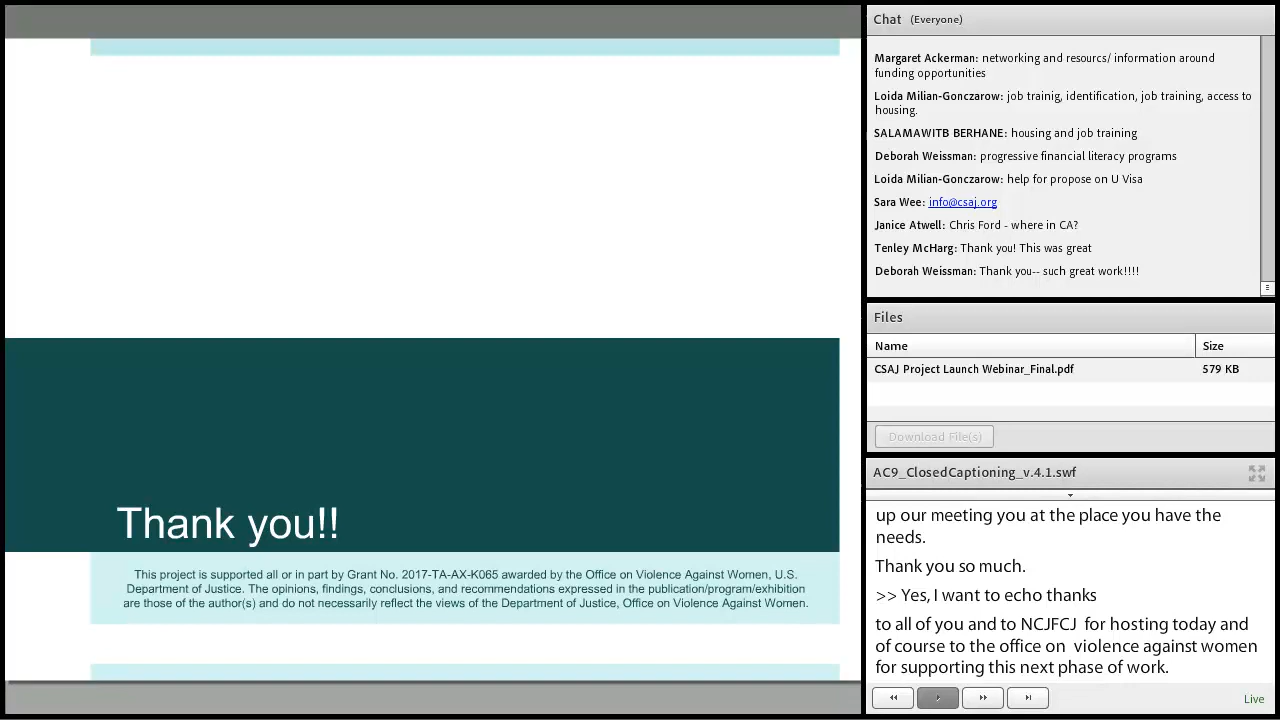 Thank you!!
This project is supported all or in part by Grant No. 2017-TA-AX-K065 awarded by the Office on Violence Against Women, U.S.
Department of Justice. The opinions, findings, conclusions, and recommendations expressed in the publication/program/exhibition
are those of the author(s) and do not necessarily reflect the views of the Department of Justice, Office on Violence Against Women.
Chat (Everyone)
Margaret Ackerman: networking and resourcs/ information around
funding opportunities
Loida Milian-Gonczarow: job trainig, identification, job training, access to
housing.
SALAMAWITB BERHANE: housing and job training
Deborah Weissman: progressive financial literacy programs
Loida Milian-Gonczarow: help for propose on U Visa
Sara Wee: info@csaj.org
Janice Atwell: Chris Ford - where in CA?
Tenley McHarg: Thank you! This was great
Deborah Weissman: Thank you-- such great work!!!!
Files
Name Size
CSAJ Project Launch Webinar_Final.pdf 579 KB
Download File(s)
AC9_ClosedCaptioning_v.4.1.swf
up our meeting you at the place you have the
needs.
Thank you so much.
>> Yes, I want to echo thanks
to all of you and to NCJFCJ for hosting today and
of course to the office on violence against women
for supporting this next phase of work.
Live